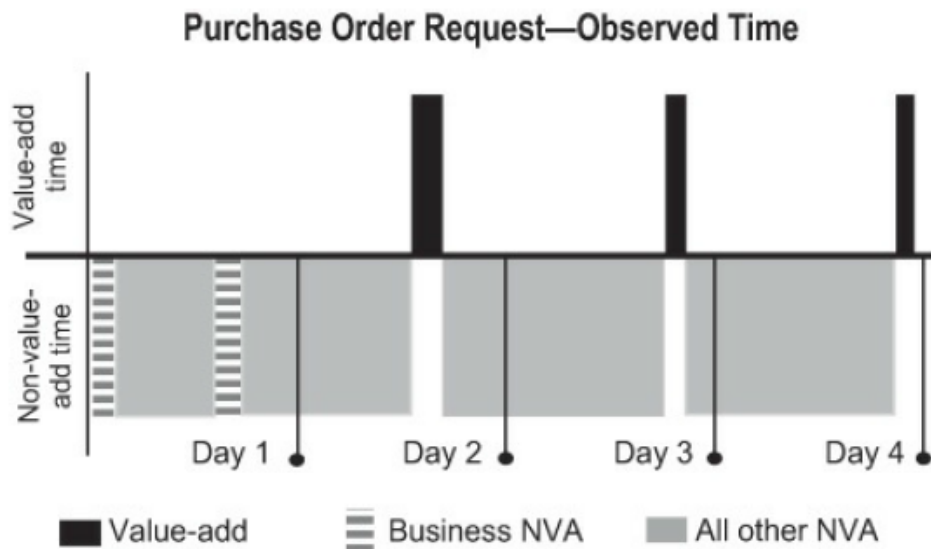 Purchase Order Request—Observed Time
Value-add
time
Non-value-
add time
Day 1
Day 2
Day 3
Day 4
Value-add
Business NVA
All other NVA